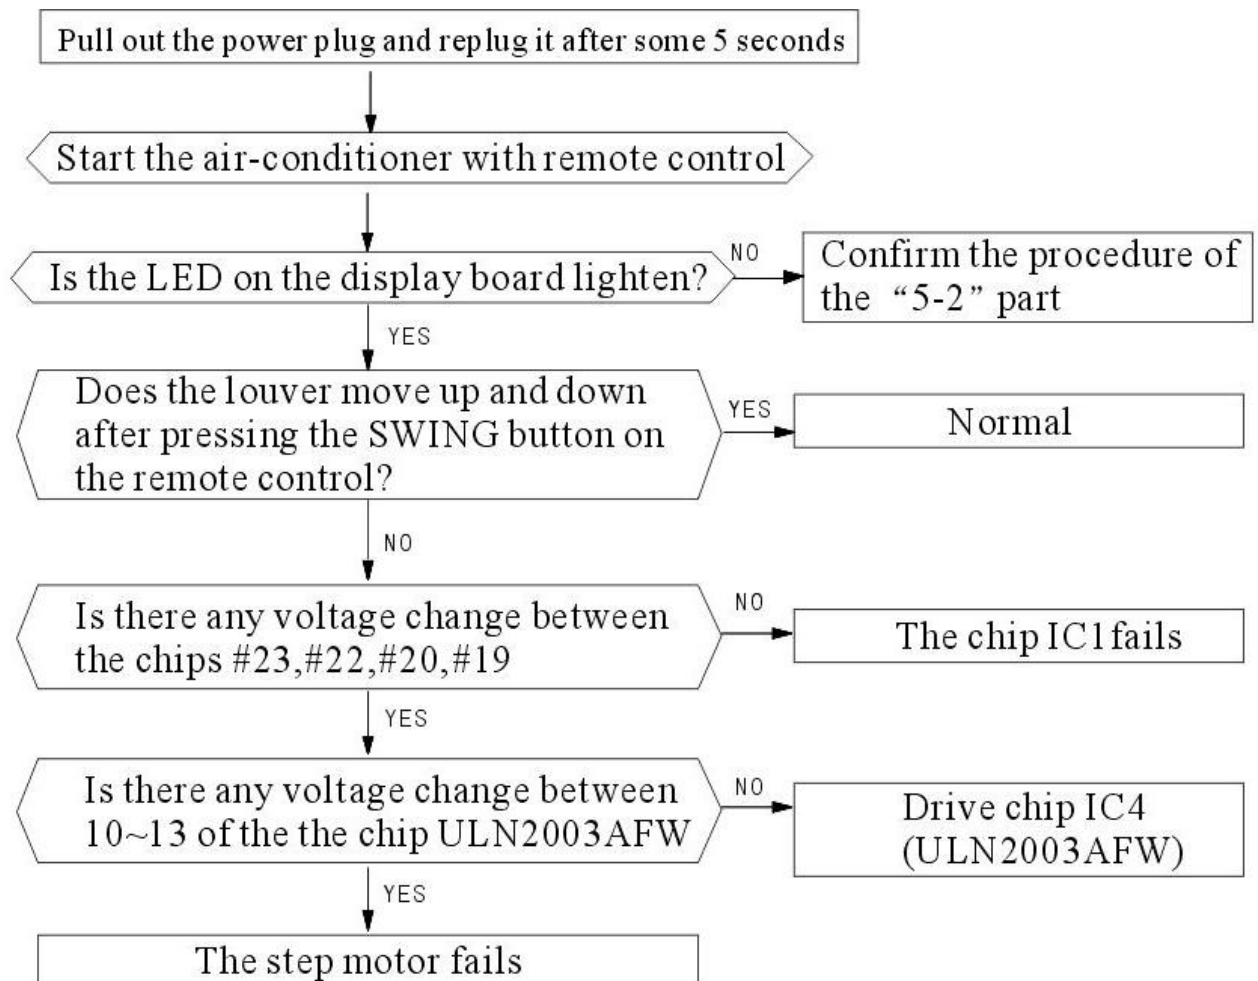 Pull out the power plug and replug it after some 5 seconds
Start the air-conditioner with remote control
Is the LED on the display board lighten?
NO
Confirm the procedure of
the “5-2” part
YES
Does the louver move up and down
after pressing the SWING button on
the remote control?
YES
Normal
NO
Is there any voltage change between
the chips #23,#22,#20,#19
NO
The chip IC1fails
YES
Is there any voltage change between
10~13 of the the chip ULN2003AFW
NO
Drive chip IC4
(ULN2003AFW)
YES
The step motor fails